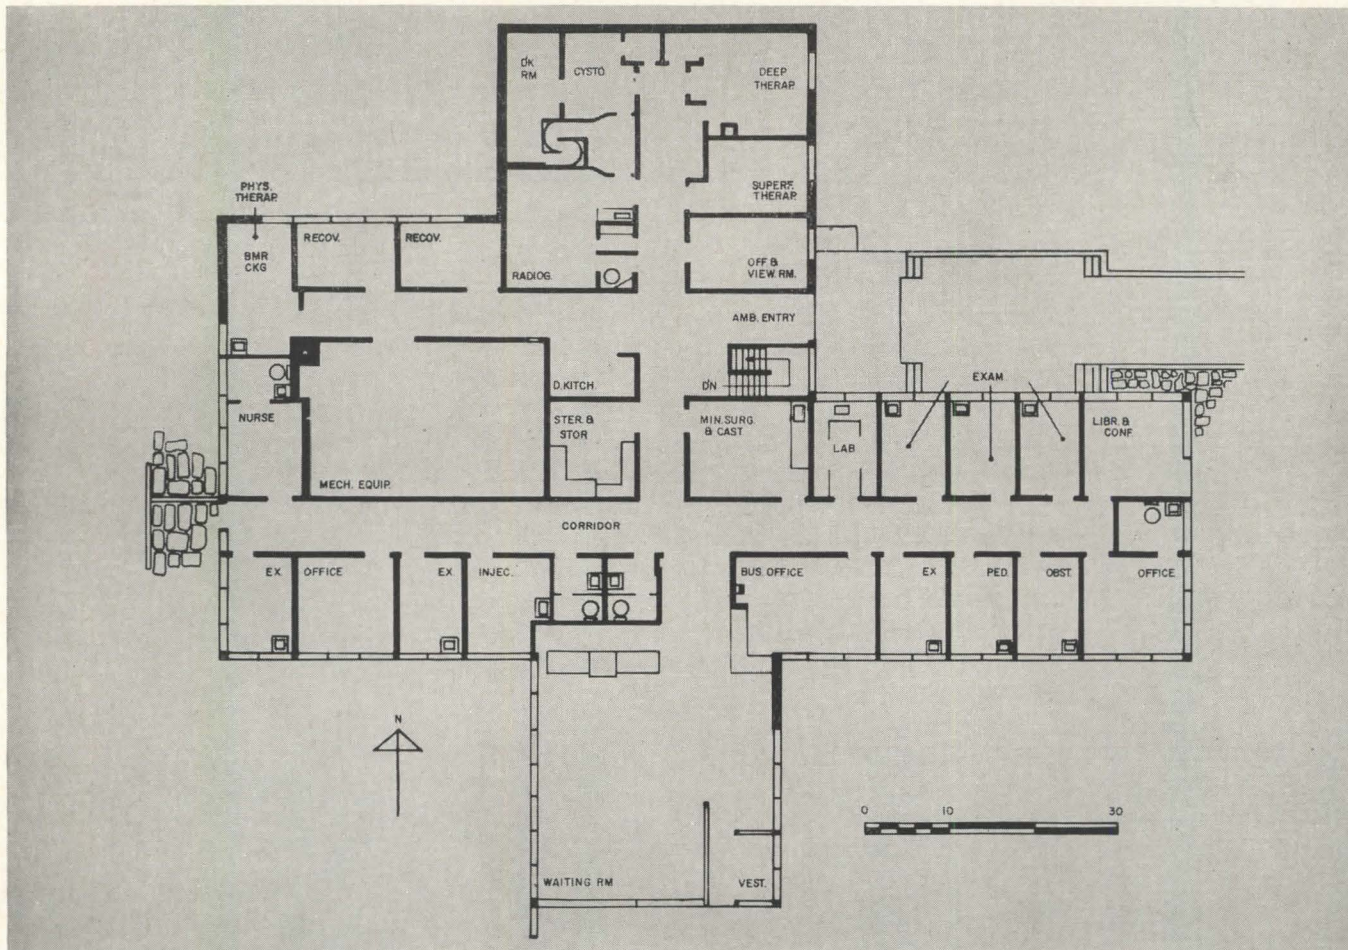 D'K
RM
CYSTO
DEEP
THERAP.
PHYS.
THERAP.
SUPERF.
THERAP.
RECOV.
RECOV.
BMR
CKG
RADIOG.
OFF &
VIEW. RM.
AMB. ENTRY
D.KITCH.
D'N
EXAM
NURSE
STER. &
STOR
MIN. SURG.
& CAST.
LAB
LIBR. &
CONF.
MECH. EQUIP.
CORRIDOR
EX.
OFFICE
EX.
INJEC.
BUS. OFFICE
EX
PED.
OBST.
OFFICE
N
0 10 30
WAITING RM
VEST.